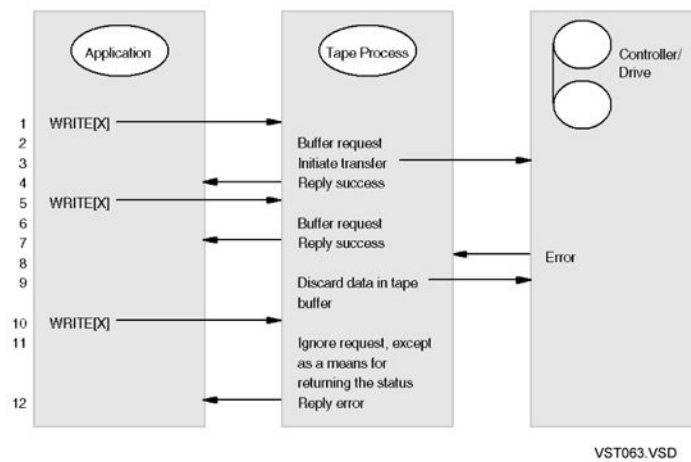 Application
Tape Process
Controller/
Drive
1 WRITE[X]
2 Buffer request
3 Initiate transfer
4 Reply success
5 WRITE[X]
6 Buffer request
7 Reply success
8 Error
9 Discard data in tape
buffer
10 WRITE[X]
11 Ignore request, except
as a means for
returning the status
12 Reply error
VST063.VSD